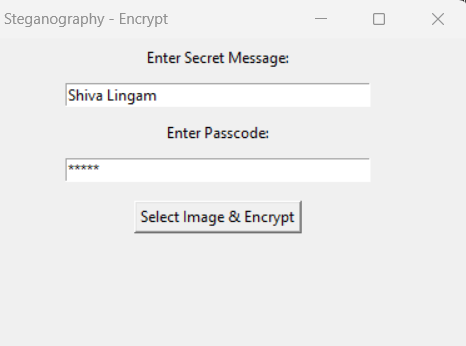 Steganography - Encrypt
Enter Secret Message:
Shiva Lingam
Enter Passcode:
*****
Select Image & Encrypt